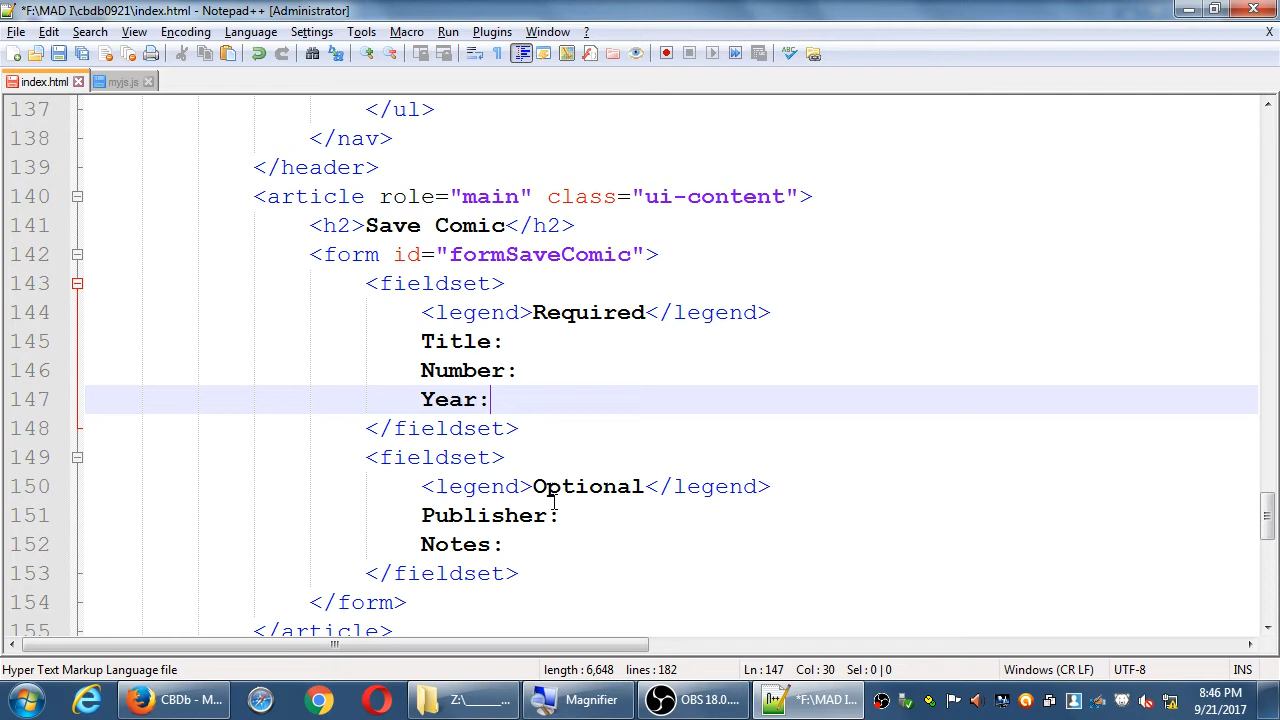 *F:\MAD I\cbdb0921\index.html - Notepad++ [Administrator]
File Edit Search View Encoding Language Settings Tools Macro Run Plugins Window ? X
index.html myjs.js
137 </ul>
138 </nav>
139 </header>
140 <article role="main" class="ui-content">
141 <h2>Save Comic</h2>
142 <form id="formSaveComic">
143 <fieldset>
144 <legend>Required</legend>
145 Title:
146 Number:
147 Year:
148 </fieldset>
149 <fieldset>
150 <legend>Optional</legend>
151 Publisher:
152 Notes:
153 </fieldset>
154 </form>
155 </article>
Hyper Text Markup Language file length : 6,648 lines : 182 Ln : 147 Col : 30 Sel : 0 | 0 Windows (CR LF) UTF-8 INS
CBDb - M... Z:\_____... Magnifier OBS 18.0.... *F:\MAD I... 8:46 PM
9/21/2017